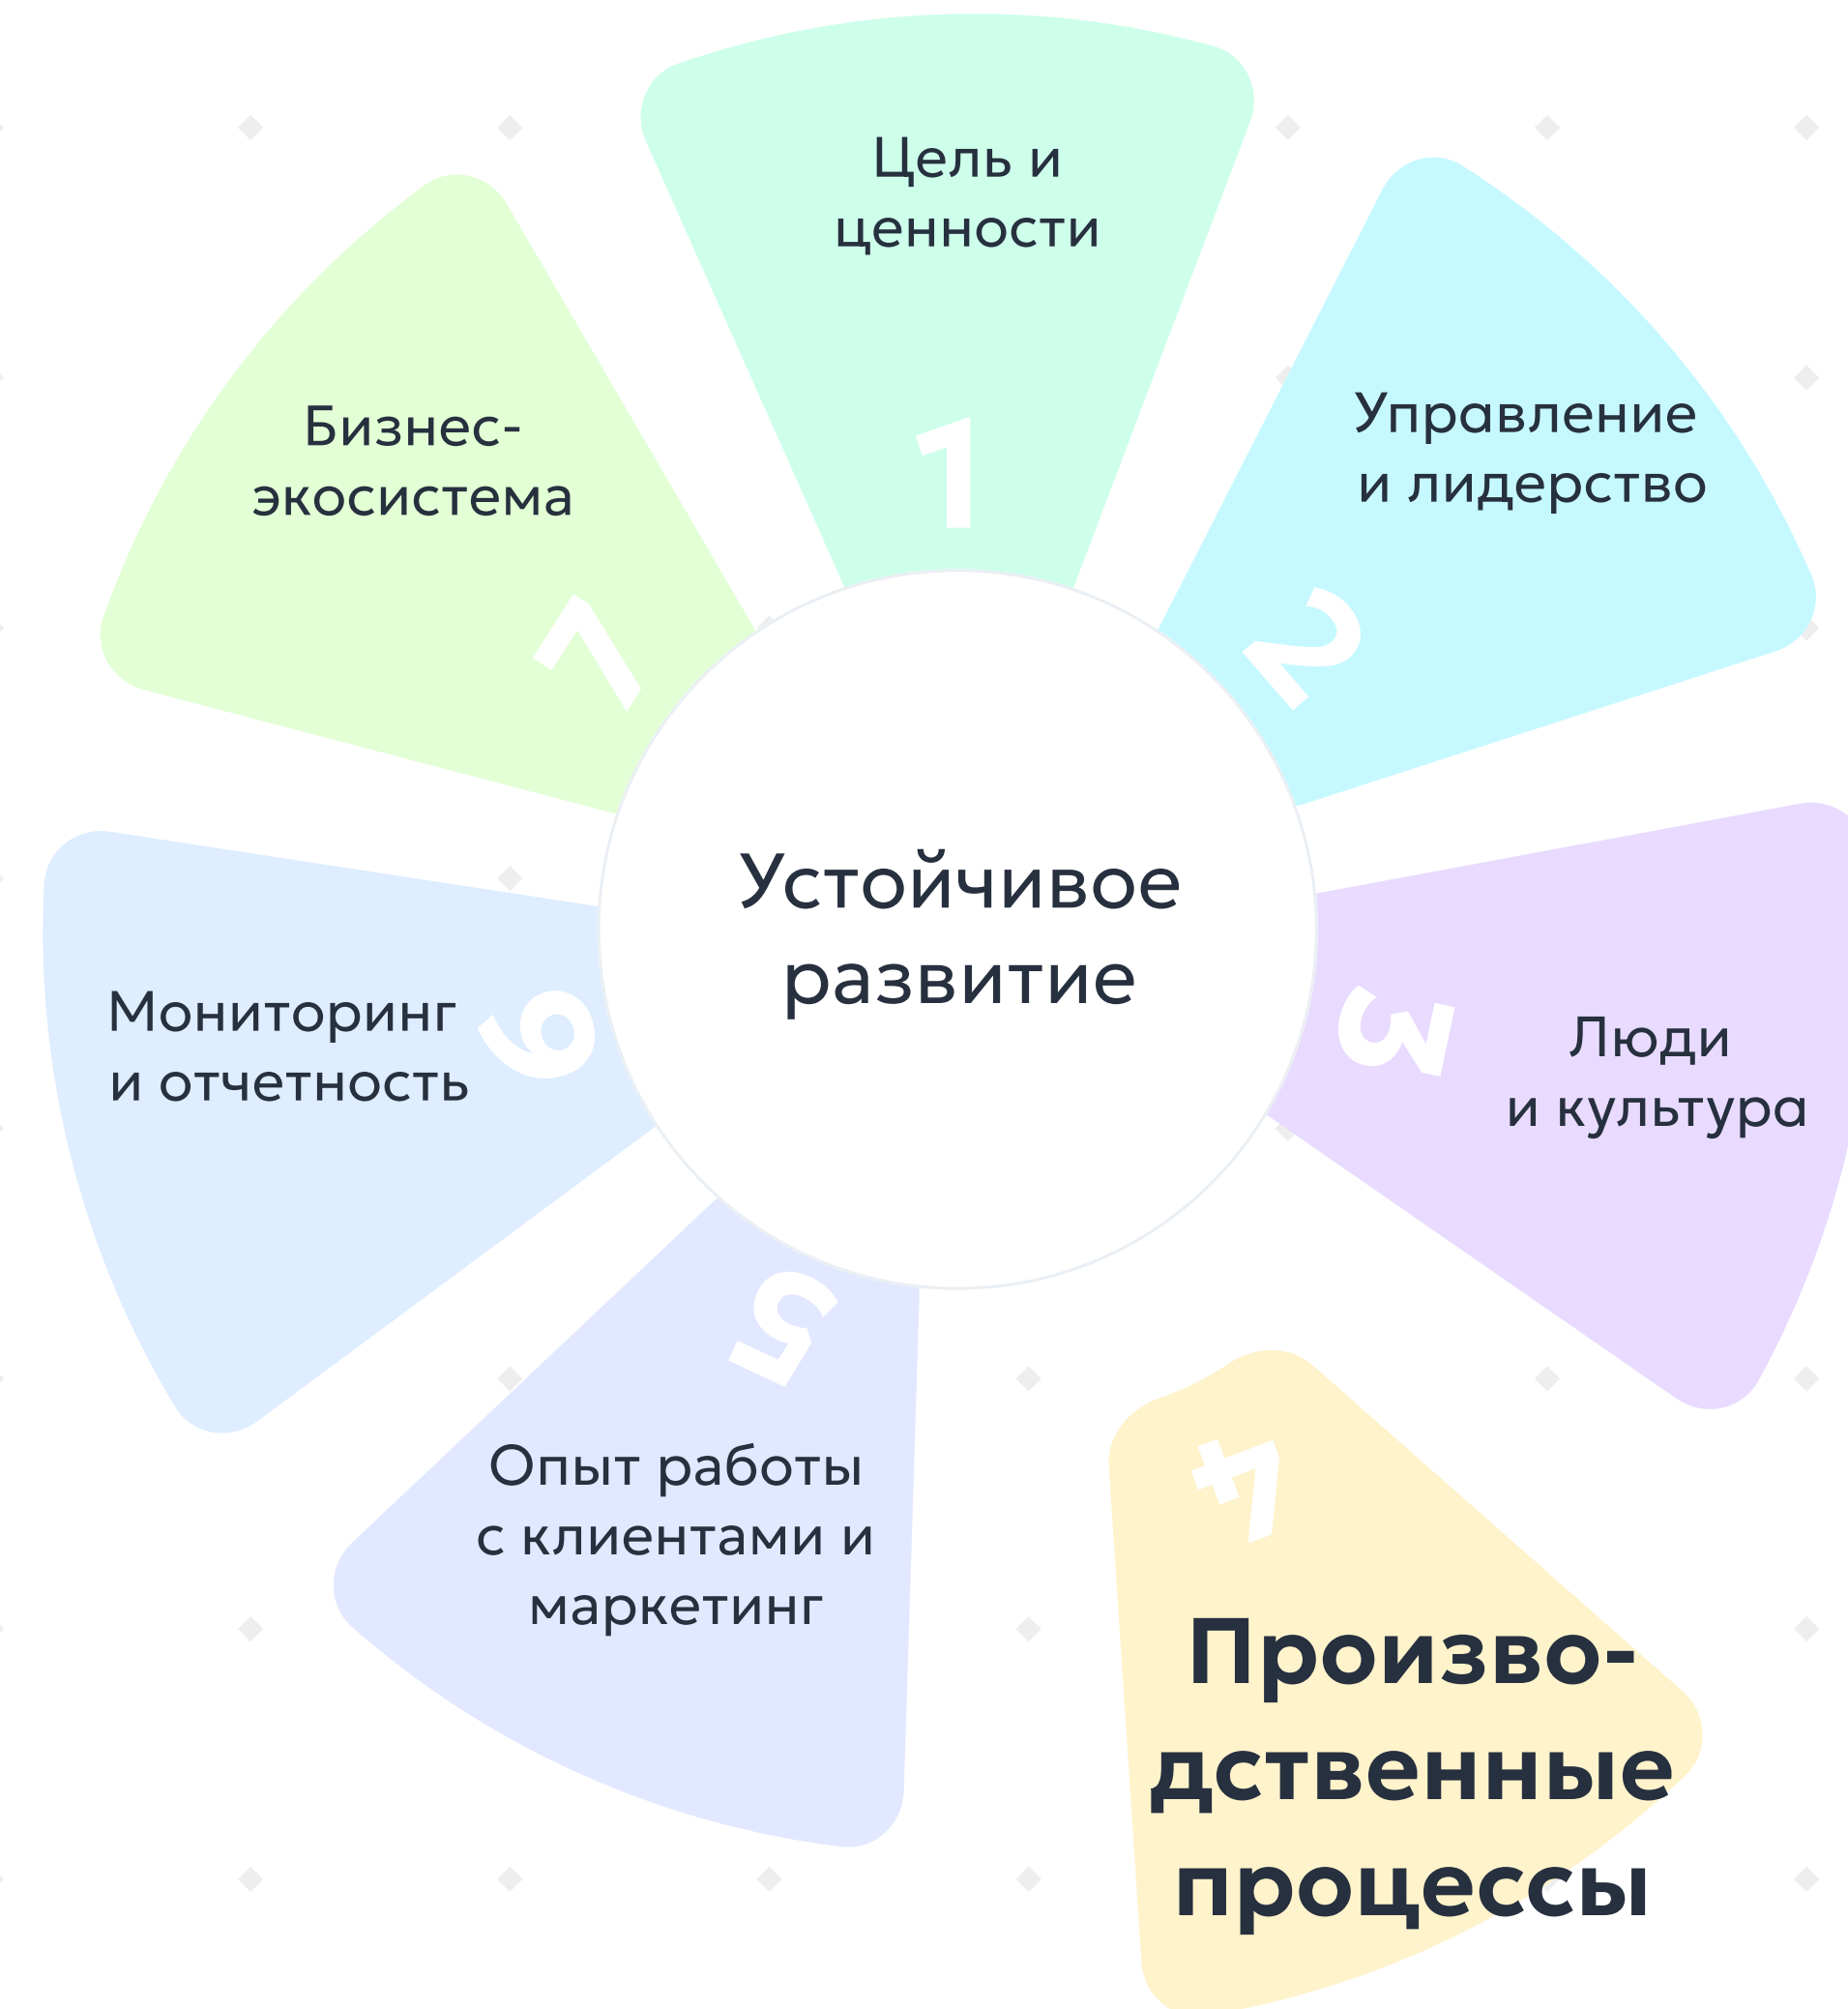 Цель и
ценности
1
Управление
и лидерство
2
Люди
и культура
3
4
Произво-
дственные
процессы
5
Опыт работы
с клиентами и
маркетинг
Мониторинг
и отчетность
6
Бизнес-
экосистема
7
Устойчивое
развитие